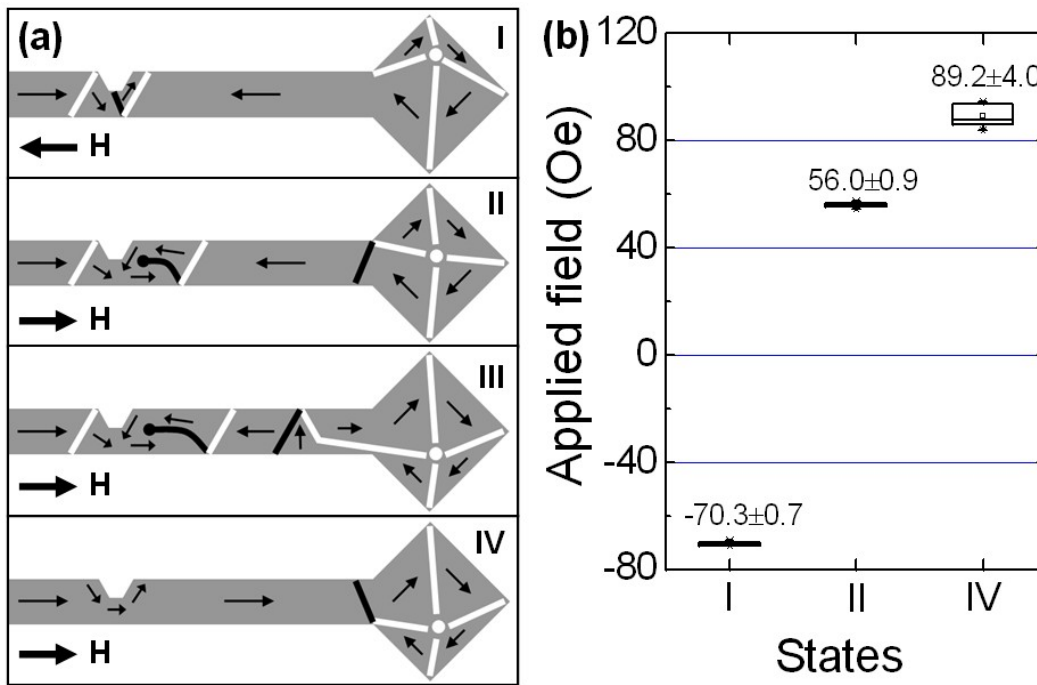 (a)
I
H
II
H
III
H
IV
H
(b)
Applied field (Oe)
120
80
40
0
-40
-80
89.2±4.0
56.0±0.9
-70.3±0.7
I II IV
States